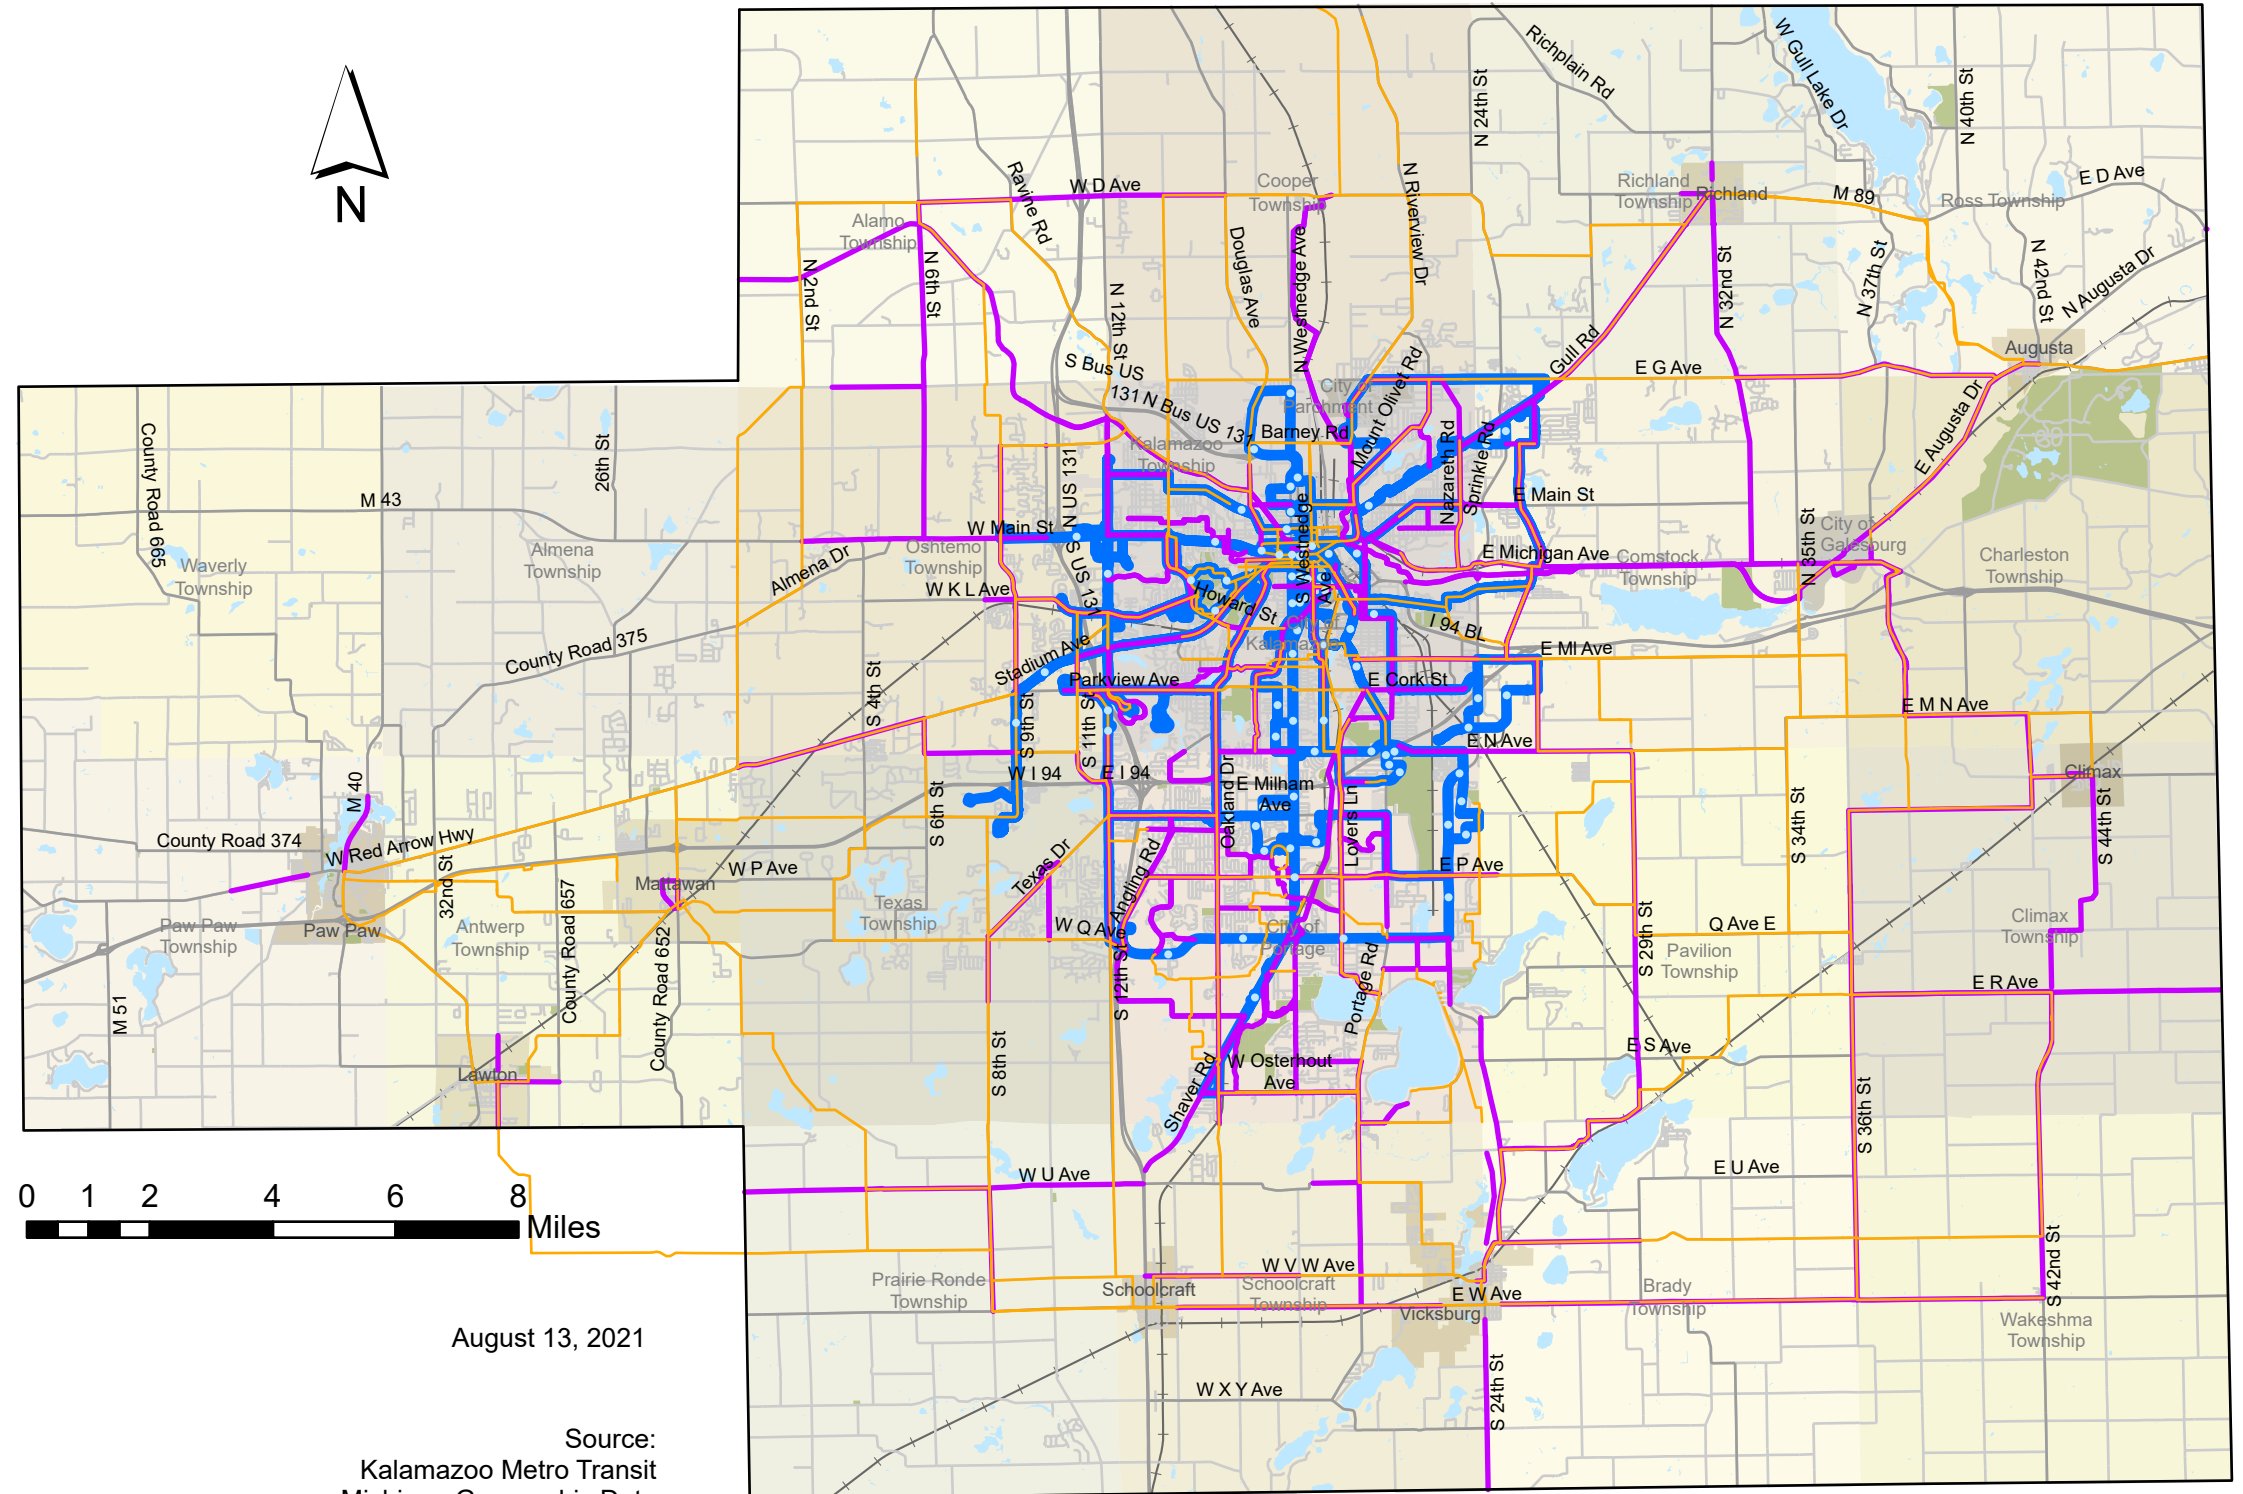 N
W Gull Lake Dr
Richplain Rd
N 24th St
N 40th St
E D Ave
Ravine Rd
W D Ave
Cooper
Township
N Riverview Dr
Richland
Township
Richland
M 89
Ross Township
Alamo
Township
Douglas Ave
N Westnedge Ave
N 2nd St
N 6th St
N 12th St
N 32nd St
N 37th St
N 42nd St
N Augusta Dr
S Bus US
131 N Bus US 131
Gull Rd
E G Ave
Augusta
City of
Parchment
Mount Olivet Rd
Barney Rd
Kalamazoo
Township
Nazareth Rd
Sprinkle Rd
E Augusta Dr
County Road 665
26th St
M 43
N US 131
E Main St
W Main St
S US 131
S Westnedge
Ave
N 35th St
City of
Galesburg
Waverly
Township
Almena
Township
Almena Dr
Oshtemo
Township
E Michigan Ave
Comstock
Township
Charleston
Township
W K L Ave
Howard St
City of
Kalamazoo
I 94 BL
County Road 375
Stadium Ave
E MI Ave
S 4th St
Parkview Ave
E Cork St
E M N Ave
S 9th St
S 11th St
E N Ave
W I 94
E I 94
Climax
M 40
S 6th St
Oakland Dr
E Milham
Ave
Lovers Ln
S 34th St
S 44th St
County Road 374
W Red Arrow Hwy
W P Ave
Texas Dr
Angling Rd
E P Ave
Mattawan
32nd St
County Road 657
Texas
Township
S 29th St
Paw Paw
Township
Paw Paw
Antwerp
Township
W Q Ave
City of
Portage
Q Ave E
Pavilion
Township
Climax
Township
County Road 652
S 12th St
Portage Rd
E R Ave
M 51
S 8th St
Shaver Rd
W Osterhout
Ave
E S Ave
Lawton
S 36th St
W U Ave
E U Ave
0 1 2 4 6 8
Miles
W V W Ave
S 42nd St
Prairie Ronde
Township
Schoolcraft
Schoolcraft
Township
E W Ave
Vicksburg
Brady
Township
Wakeshma
Township
August 13, 2021
S 24th St
W X Y Ave
Source:
Kalamazoo Metro Transit